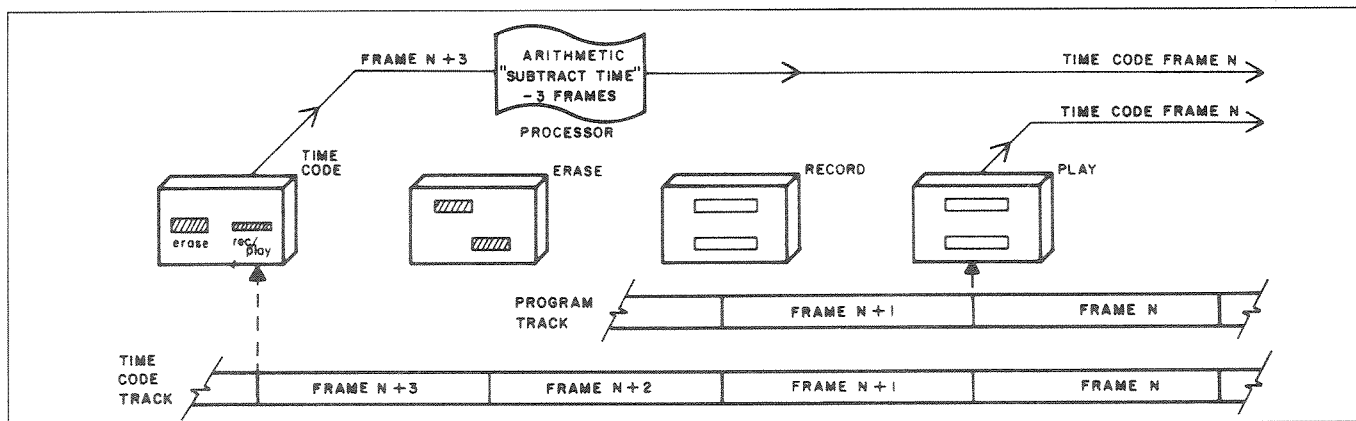 FRAME N+3
ARITHMETIC
"SUBTRACT TIME"
-3 FRAMES
PROCESSOR
TIME CODE FRAME N
TIME CODE FRAME N
TIME
CODE
ERASE
RECORD
PLAY
erase
rec/
play
PROGRAM
TRACK
FRAME N+1
FRAME N
TIME
CODE
TRACK
FRAME N+3
FRAME N+2
FRAME N+1
FRAME N